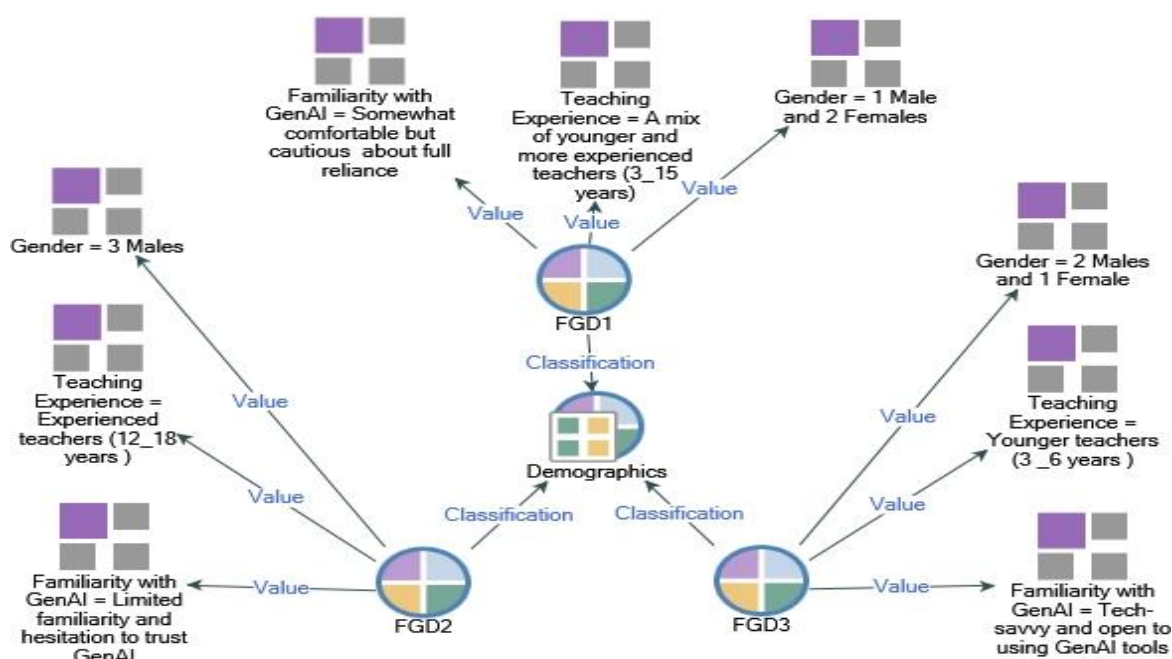 Familiarity with
GenAI = Somewhat
comfortable but
cautious about full
reliance
Teaching
Experience = A mix
of younger and
more experienced
teachers (3_15
years)
Gender = 1 Male
and 2 Females
Value
Value
Value
Gender = 3 Males
Gender = 2 Males
and 1 Female
FGD1
Classification
Teaching
Experience =
Experienced
teachers (12_18
years )
Value
Value
Teaching
Experience =
Younger teachers
(3 _6 years )
Demographics
Value
Classification
Classification
Value
Familiarity with
GenAI = Limited
familiarity and
hesitation to trust
GenAI
Value
FGD2
FGD3
Value
Familiarity with
GenAI = Tech-
savvy and open to
using GenAI tools